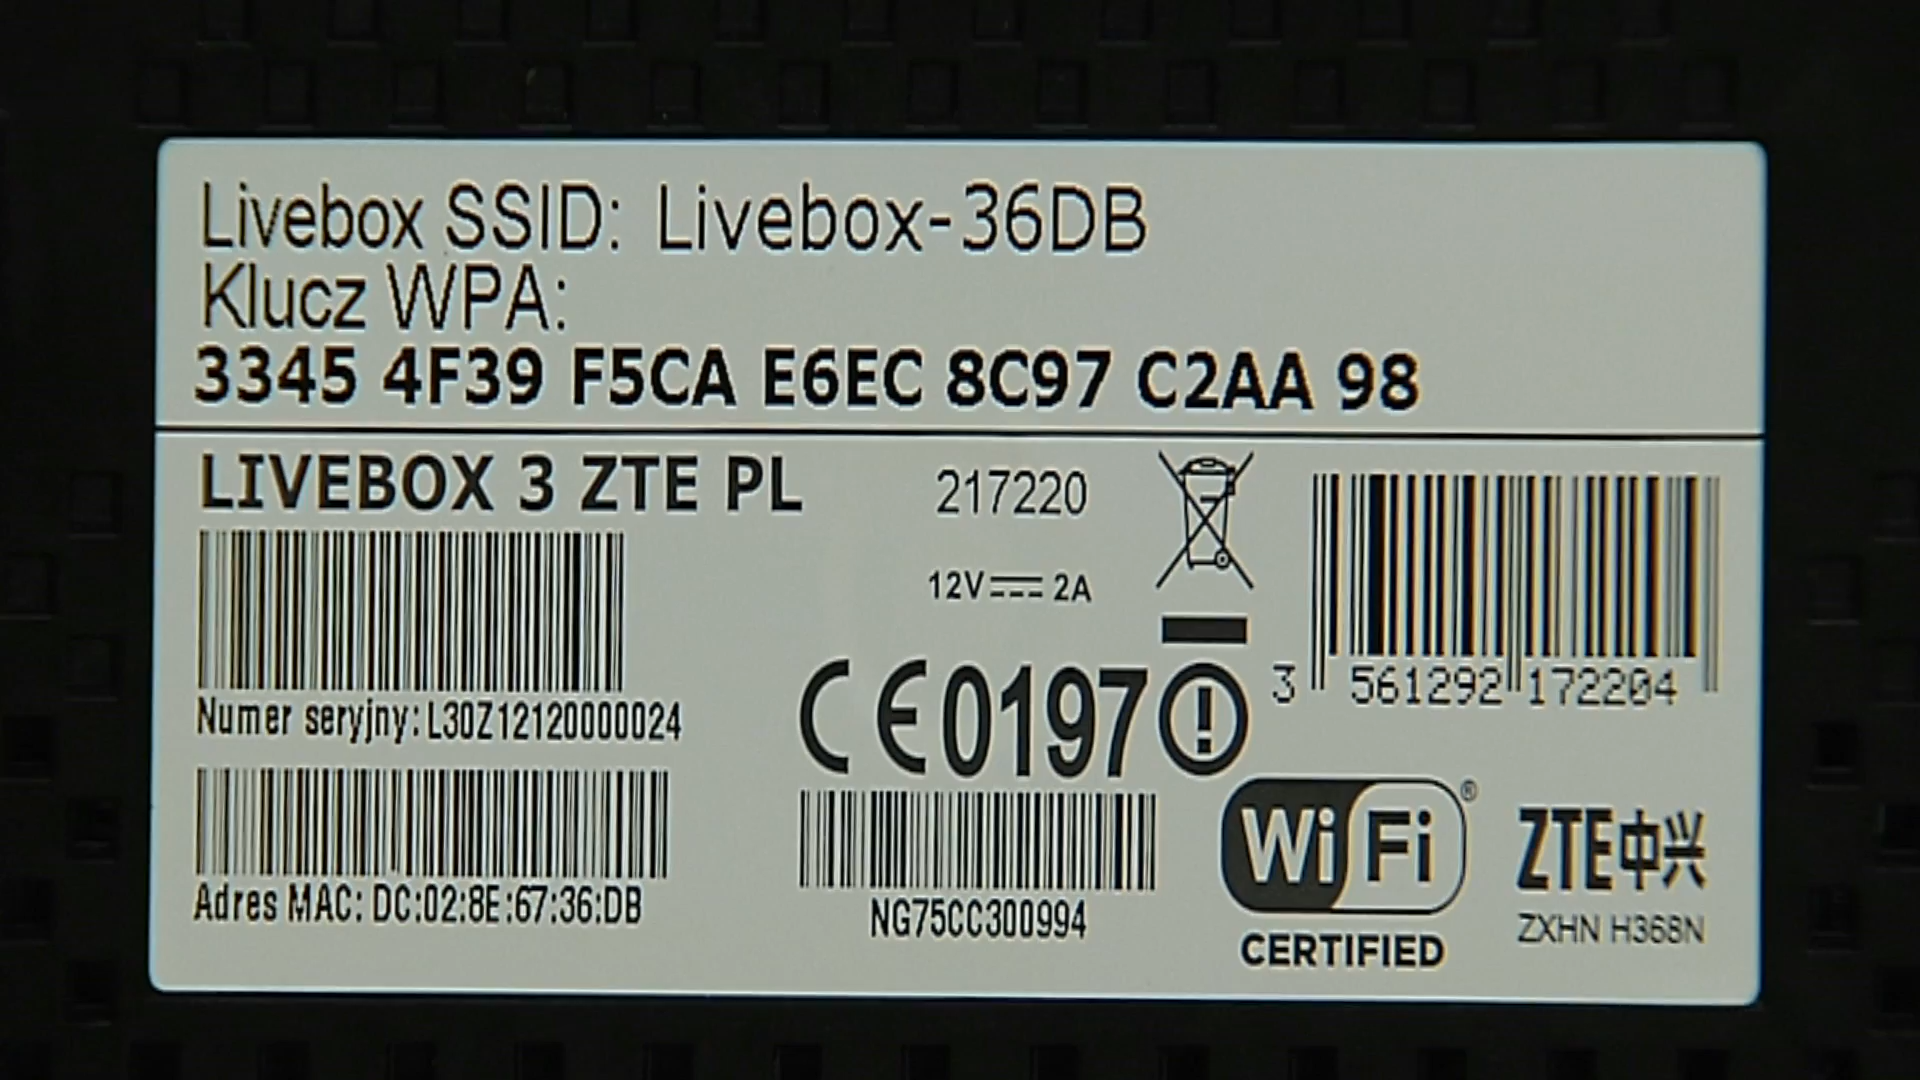 Livebox SSID: Livebox-36DB
Klucz WPA:
3345 4F39 F5CA E6EC 8C97 C2AA 98
LIVEBOX 3 ZTE PL
217220
12V 2A
Numer seryjny: L30Z12120000024
CE0197
3 561292 172204
Adres MAC: DC:02:8E:67:36:DB
NG75CC300994
WiFi®
CERTIFIED
ZTE中兴
ZXHN H368N